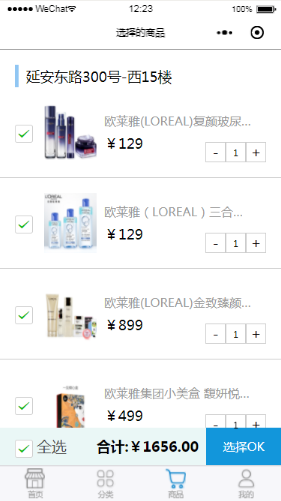 WeChat 12:23 100%
选择的商品
延安东路300号-西15楼
欧莱雅(LOREAL)复颜玻尿...
￥129
- 1 +
LOREAL
欧莱雅（LOREAL）三合...
￥129
- 1 +
欧莱雅(LOREAL)金致臻颜...
￥899
- 1 +
欧莱雅集团小美盒 馥妍悦...
￥499
- 1 +
全选 合计:￥1656.00 选择OK
首页 分类 商品 我的